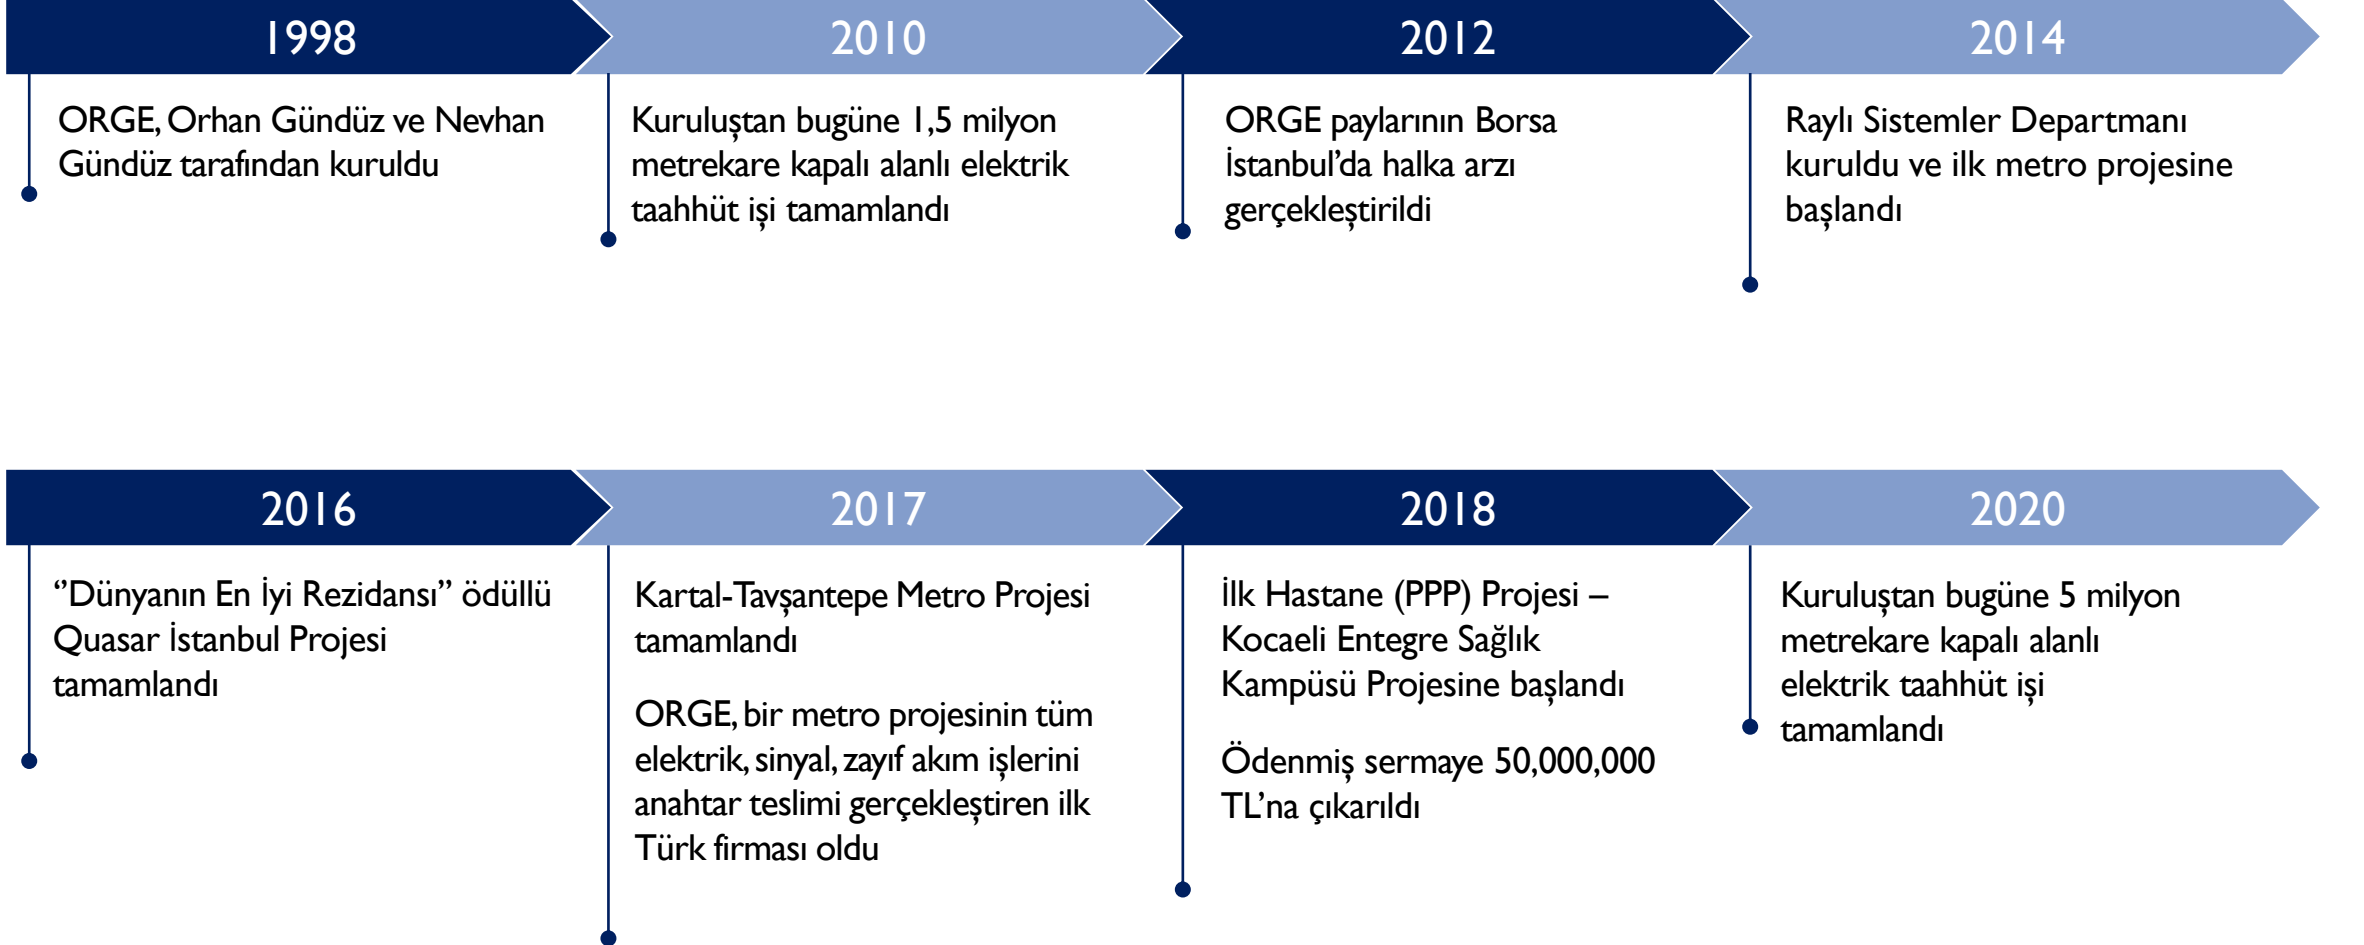 1998
ORGE, Orhan Gündüz ve Nevhan
Gündüz tarafından kuruldu
2010
Kuruluştan bugüne 1,5 milyon
metrekare kapalı alanlı elektrik
taahhüt işi tamamlandı
2012
ORGE paylarının Borsa
İstanbul’da halka arzı
gerçekleştirildi
2014
Raylı Sistemler Departmanı
kuruldu ve ilk metro projesine
başlandı
2016
‘’Dünyanın En İyi Rezidansı’’ ödüllü
Quasar İstanbul Projesi
tamamlandı
2017
Kartal-Tavşantepe Metro Projesi
tamamlandı
ORGE, bir metro projesinin tüm
elektrik, sinyal, zayıf akım işlerini
anahtar teslimi gerçekleştiren ilk
Türk firması oldu
2018
İlk Hastane (PPP) Projesi –
Kocaeli Entegre Sağlık
Kampüsü Projesine başlandı
Ödenmiş sermaye 50,000,000
TL’na çıkarıldı
2020
Kuruluştan bugüne 5 milyon
metrekare kapalı alanlı
elektrik taahhüt işi
tamamlandı